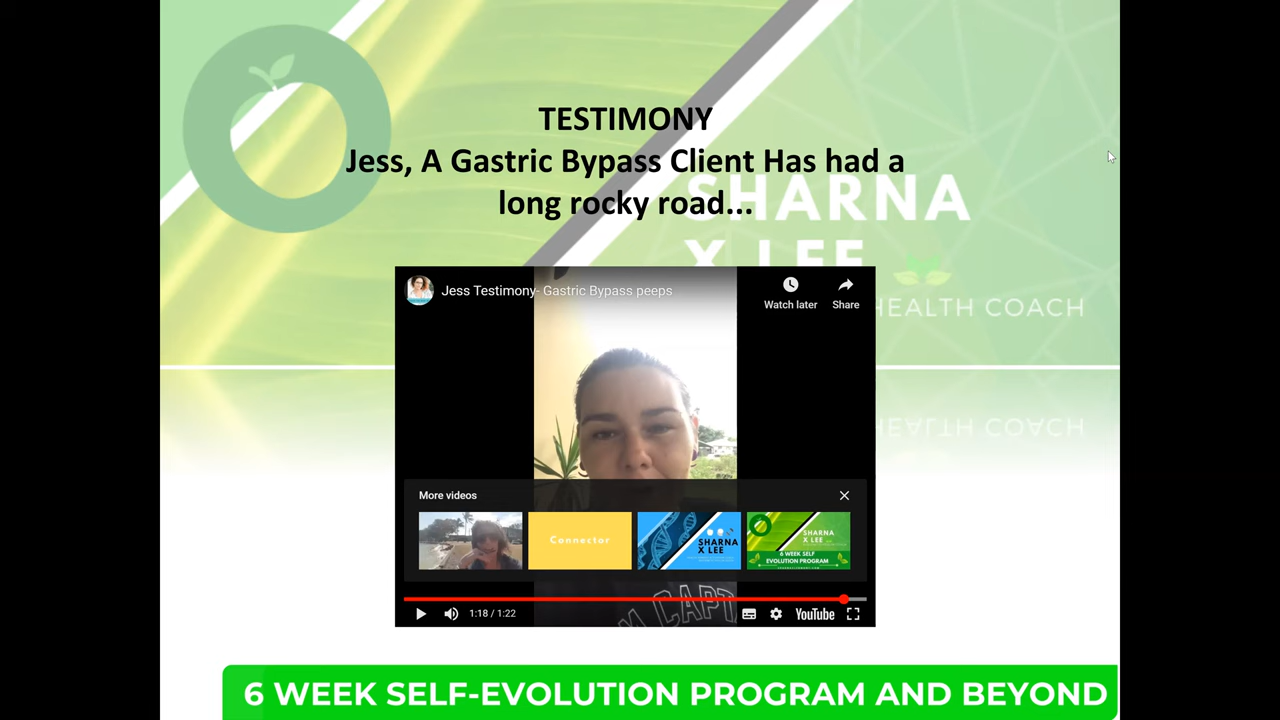 TESTIMONY
Jess, A Gastric Bypass Client Has had a
long rocky road...
SHARNA
X LEE
HEALTH COACH
Jess Testimony- Gastric Bypass peeps
Watch later
Share
HEALTH COACH
More videos
Connector
SHARNA
X LEE
SHARNA
X LEE
6 WEEK SELF
EVOLUTION PROGRAM
1:18 / 1:22
YouTube
6 WEEK SELF-EVOLUTION PROGRAM AND BEYOND